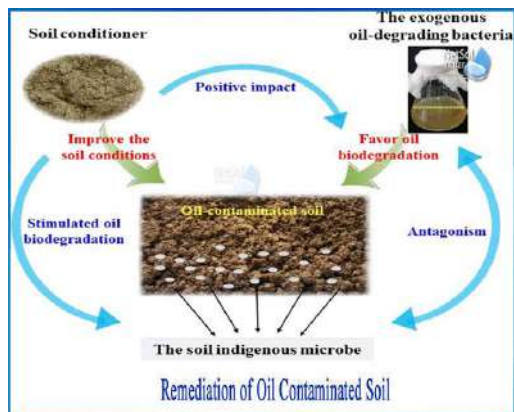 Soil conditioner
The exogenous
oil-degrading bacteria
Positive impact
Improve the
soil conditions
Favor oil
biodegradation
Oil-contaminated soil
Stimulated oil
biodegradation
Antagonism
The soil indigenous microbe
Remediation of Oil Contaminated Soil